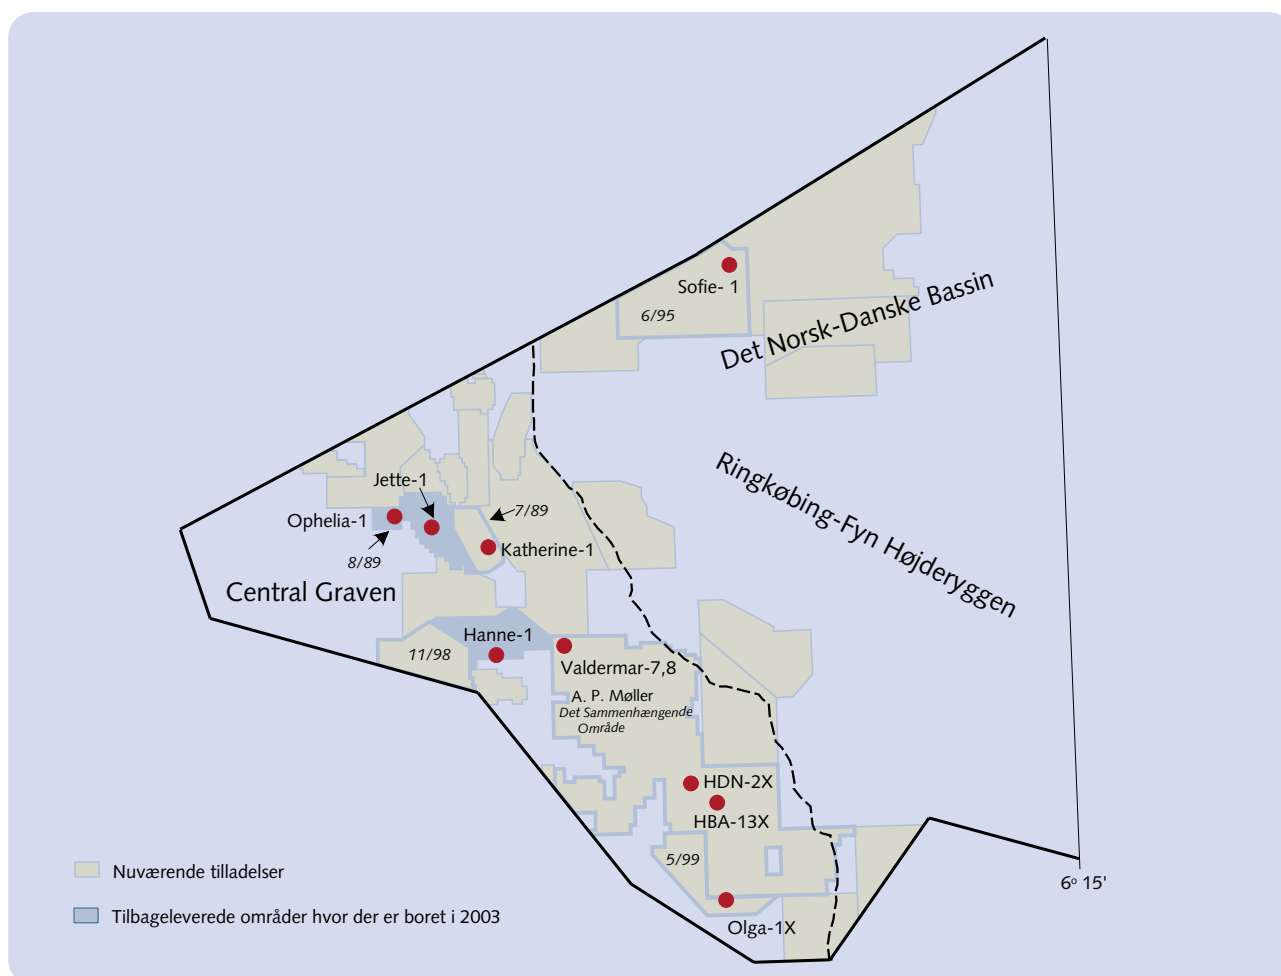 Sofie- 1
6/95
Det Norsk-Danske Bassin
Ringkøbing-Fyn Højderyggen
Jette-1
Ophelia-1
7/89
8/89
Katherine-1
Central Graven
Hanne-1
11/98
Valdermar-7,8
A. P. Møller
Det Sammenhængende
Område
HDN-2X
HBA-13X
5/99
Olga-1X
6º 15'
Nuværende tilladelser
Tilbageleverede områder hvor der er boret i 2003